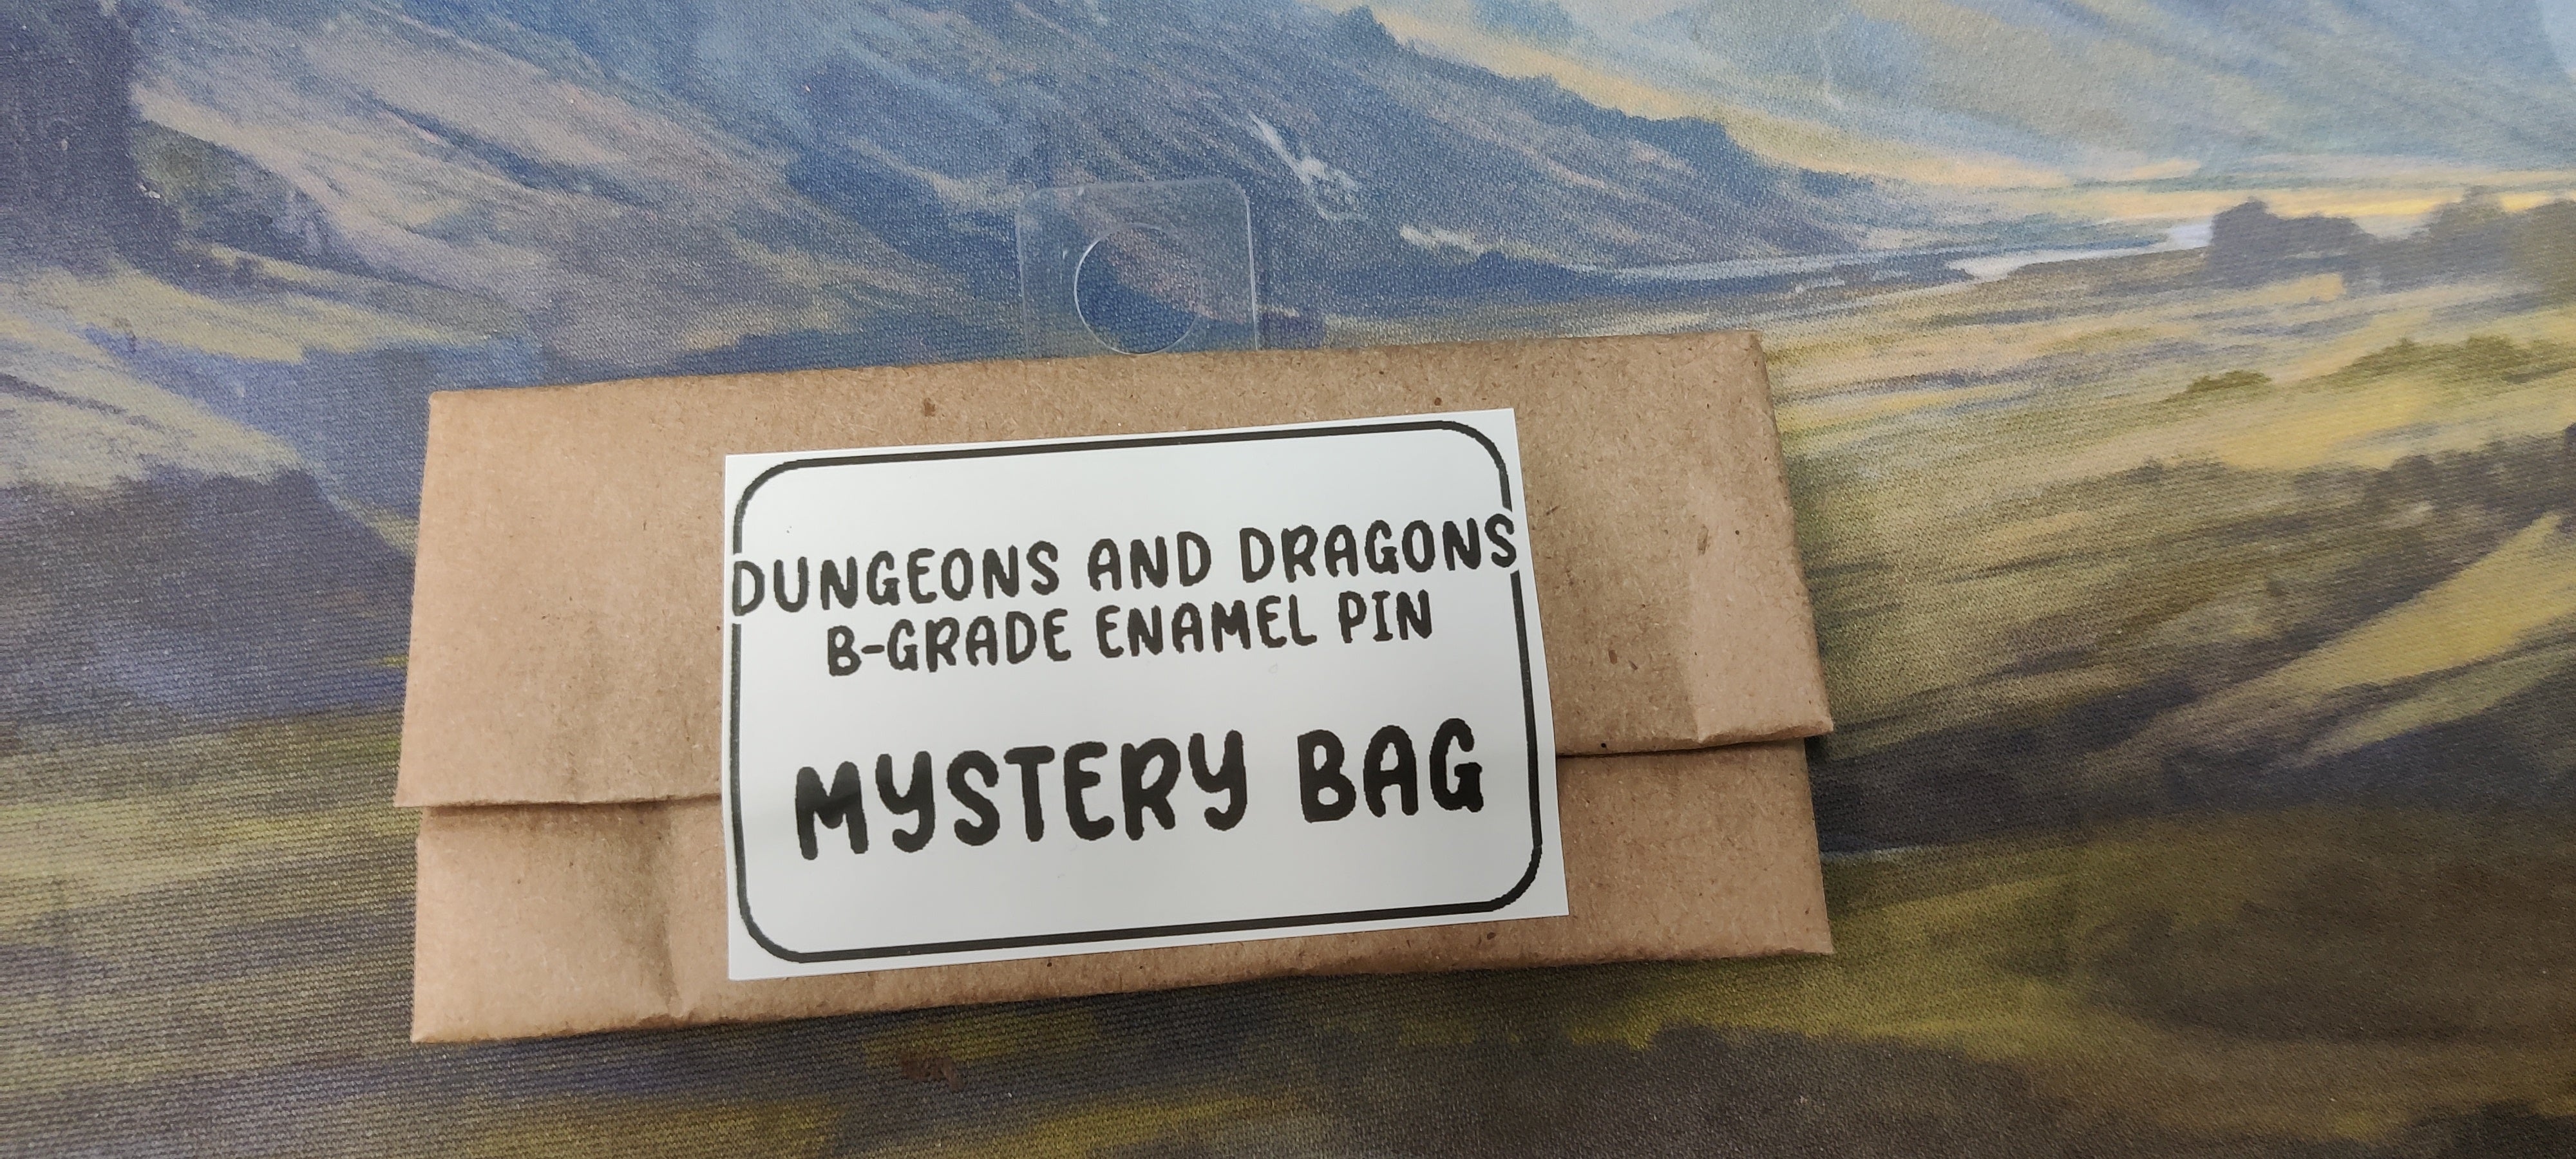 DUNGEONS AND DRAGONS
B-GRADE ENAMEL PIN
MYSTERY BAG